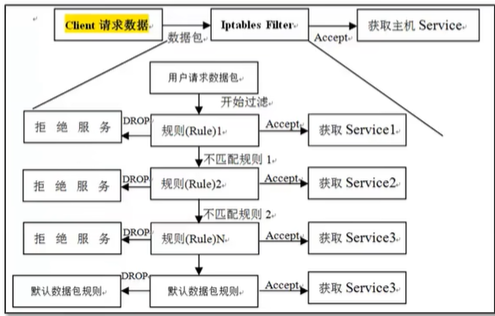 Client 请求数据
Iptables Filter
获取主机 Service
数据包
Accept
用户请求数据包
开始过滤
拒绝服务
DROP
规则(Rule)1
Accept
获取 Service1
不匹配规则 1
拒绝服务
DROP
规则(Rule)2
Accept
获取 Service2
不匹配规则 2
拒绝服务
DROP
规则(Rule)N
Accept
获取 Service3
默认数据包规则
DROP
默认数据包规则
Accept
获取 Service3